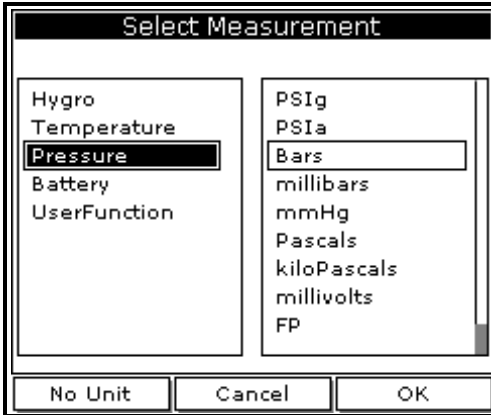 Select Measurement
Hygro
Temperature
Pressure
Battery
UserFunction
PSIg
PSIa
Bars
millibars
mmHg
Pascals
kiloPascals
millivolts
FP
No Unit
Cancel
OK